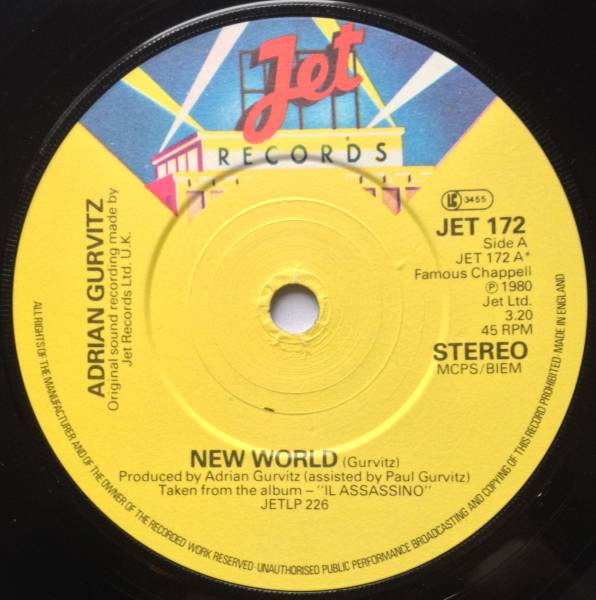 Jet
RECORDS
LC 3455
JET 172
Side A
JET 172 A*
Famous Chappell
Ⓟ 1980
Jet Ltd.
3.20
45 RPM
STEREO
MCPS/BIEM
ADRIAN GURVITZ
Original sound recording made by
Jet Records Ltd. U.K.
NEW WORLD (Gurvitz)
Produced by Adrian Gurvitz (assisted by Paul Gurvitz)
Taken from the album – "IL ASSASSINO"
JETLP 226
ALL RIGHTS OF THE MANUFACTURER AND OF THE OWNER OF THE RECORDED WORK RESERVED·UNAUTHORISED PUBLIC PERFORMANCE BROADCASTING AND COPYING OF THIS RECORD PROHIBITED·MADE IN ENGLAND